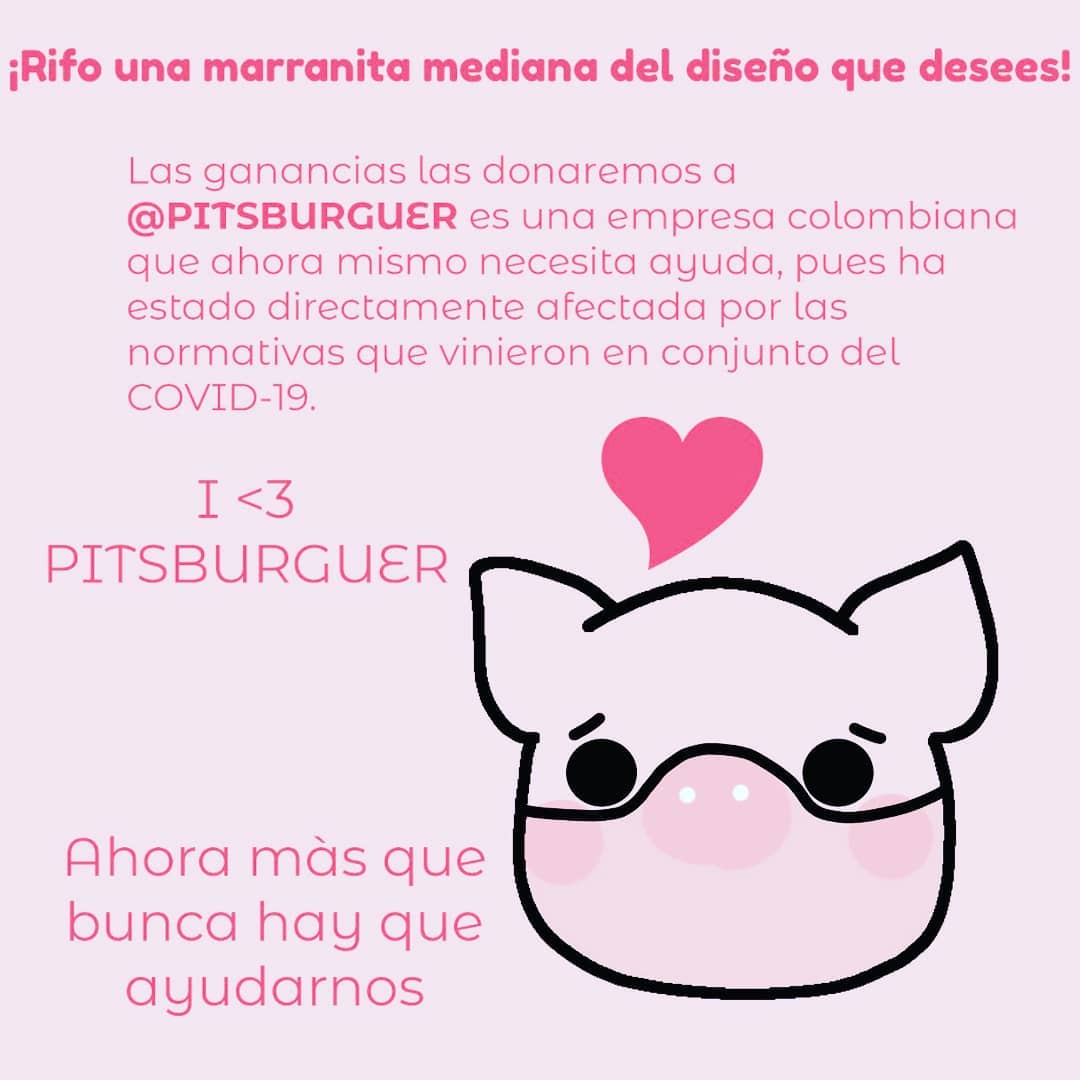 ¡Rifo una marranita mediana del diseño que desees!
Las ganancias las donaremos a
@PITSBURGUER es una empresa colombiana
que ahora mismo necesita ayuda, pues ha
estado directamente afectada por las
normativas que vinieron en conjunto del
COVID-19.
I <3
PITSBURGUER
Ahora màs que
bunca hay que
ayudarnos